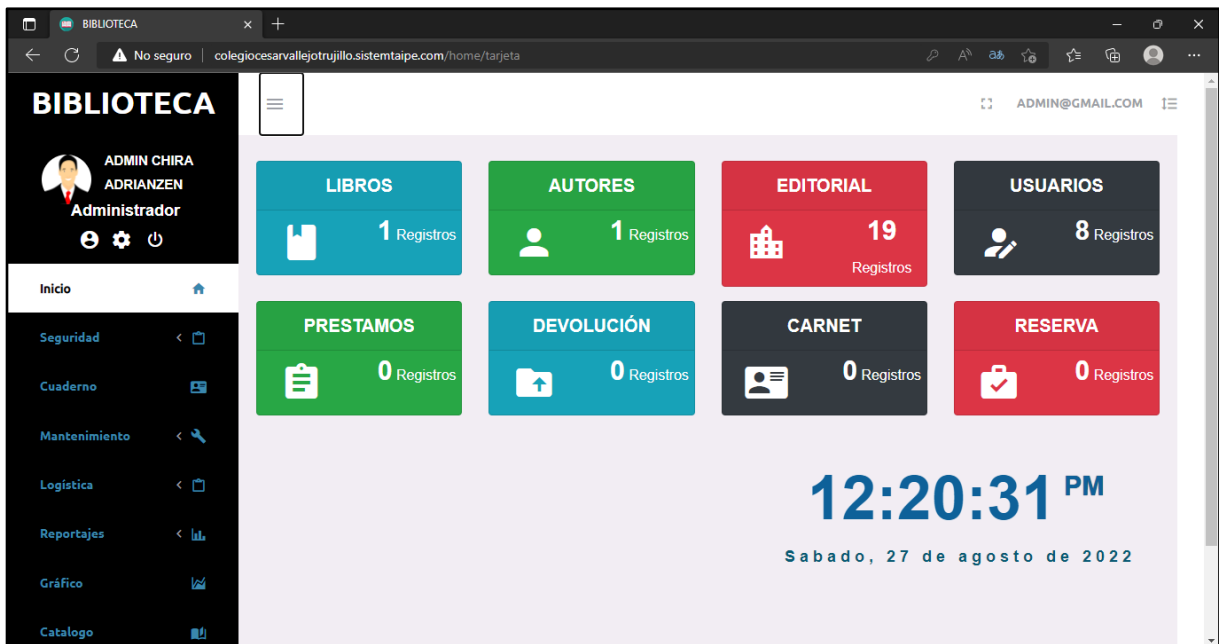 BIBLIOTECA
No seguro | colegiocesarvallejotrujillo.sistemtaipe.com/home/tarjeta
BIBLIOTECA
ADMIN@GMAIL.COM
ADMIN CHIRA
ADRIANZEN
Administrador
Inicio
Seguridad
Cuaderno
Mantenimiento
Logística
Reportajes
Gráfico
Catalogo
LIBROS
1 Registros
AUTORES
1 Registros
EDITORIAL
19
Registros
USUARIOS
8 Registros
PRESTAMOS
0 Registros
DEVOLUCIÓN
0 Registros
CARNET
0 Registros
RESERVA
0 Registros
12:20:31 PM
Sabado, 27 de agosto de 2022